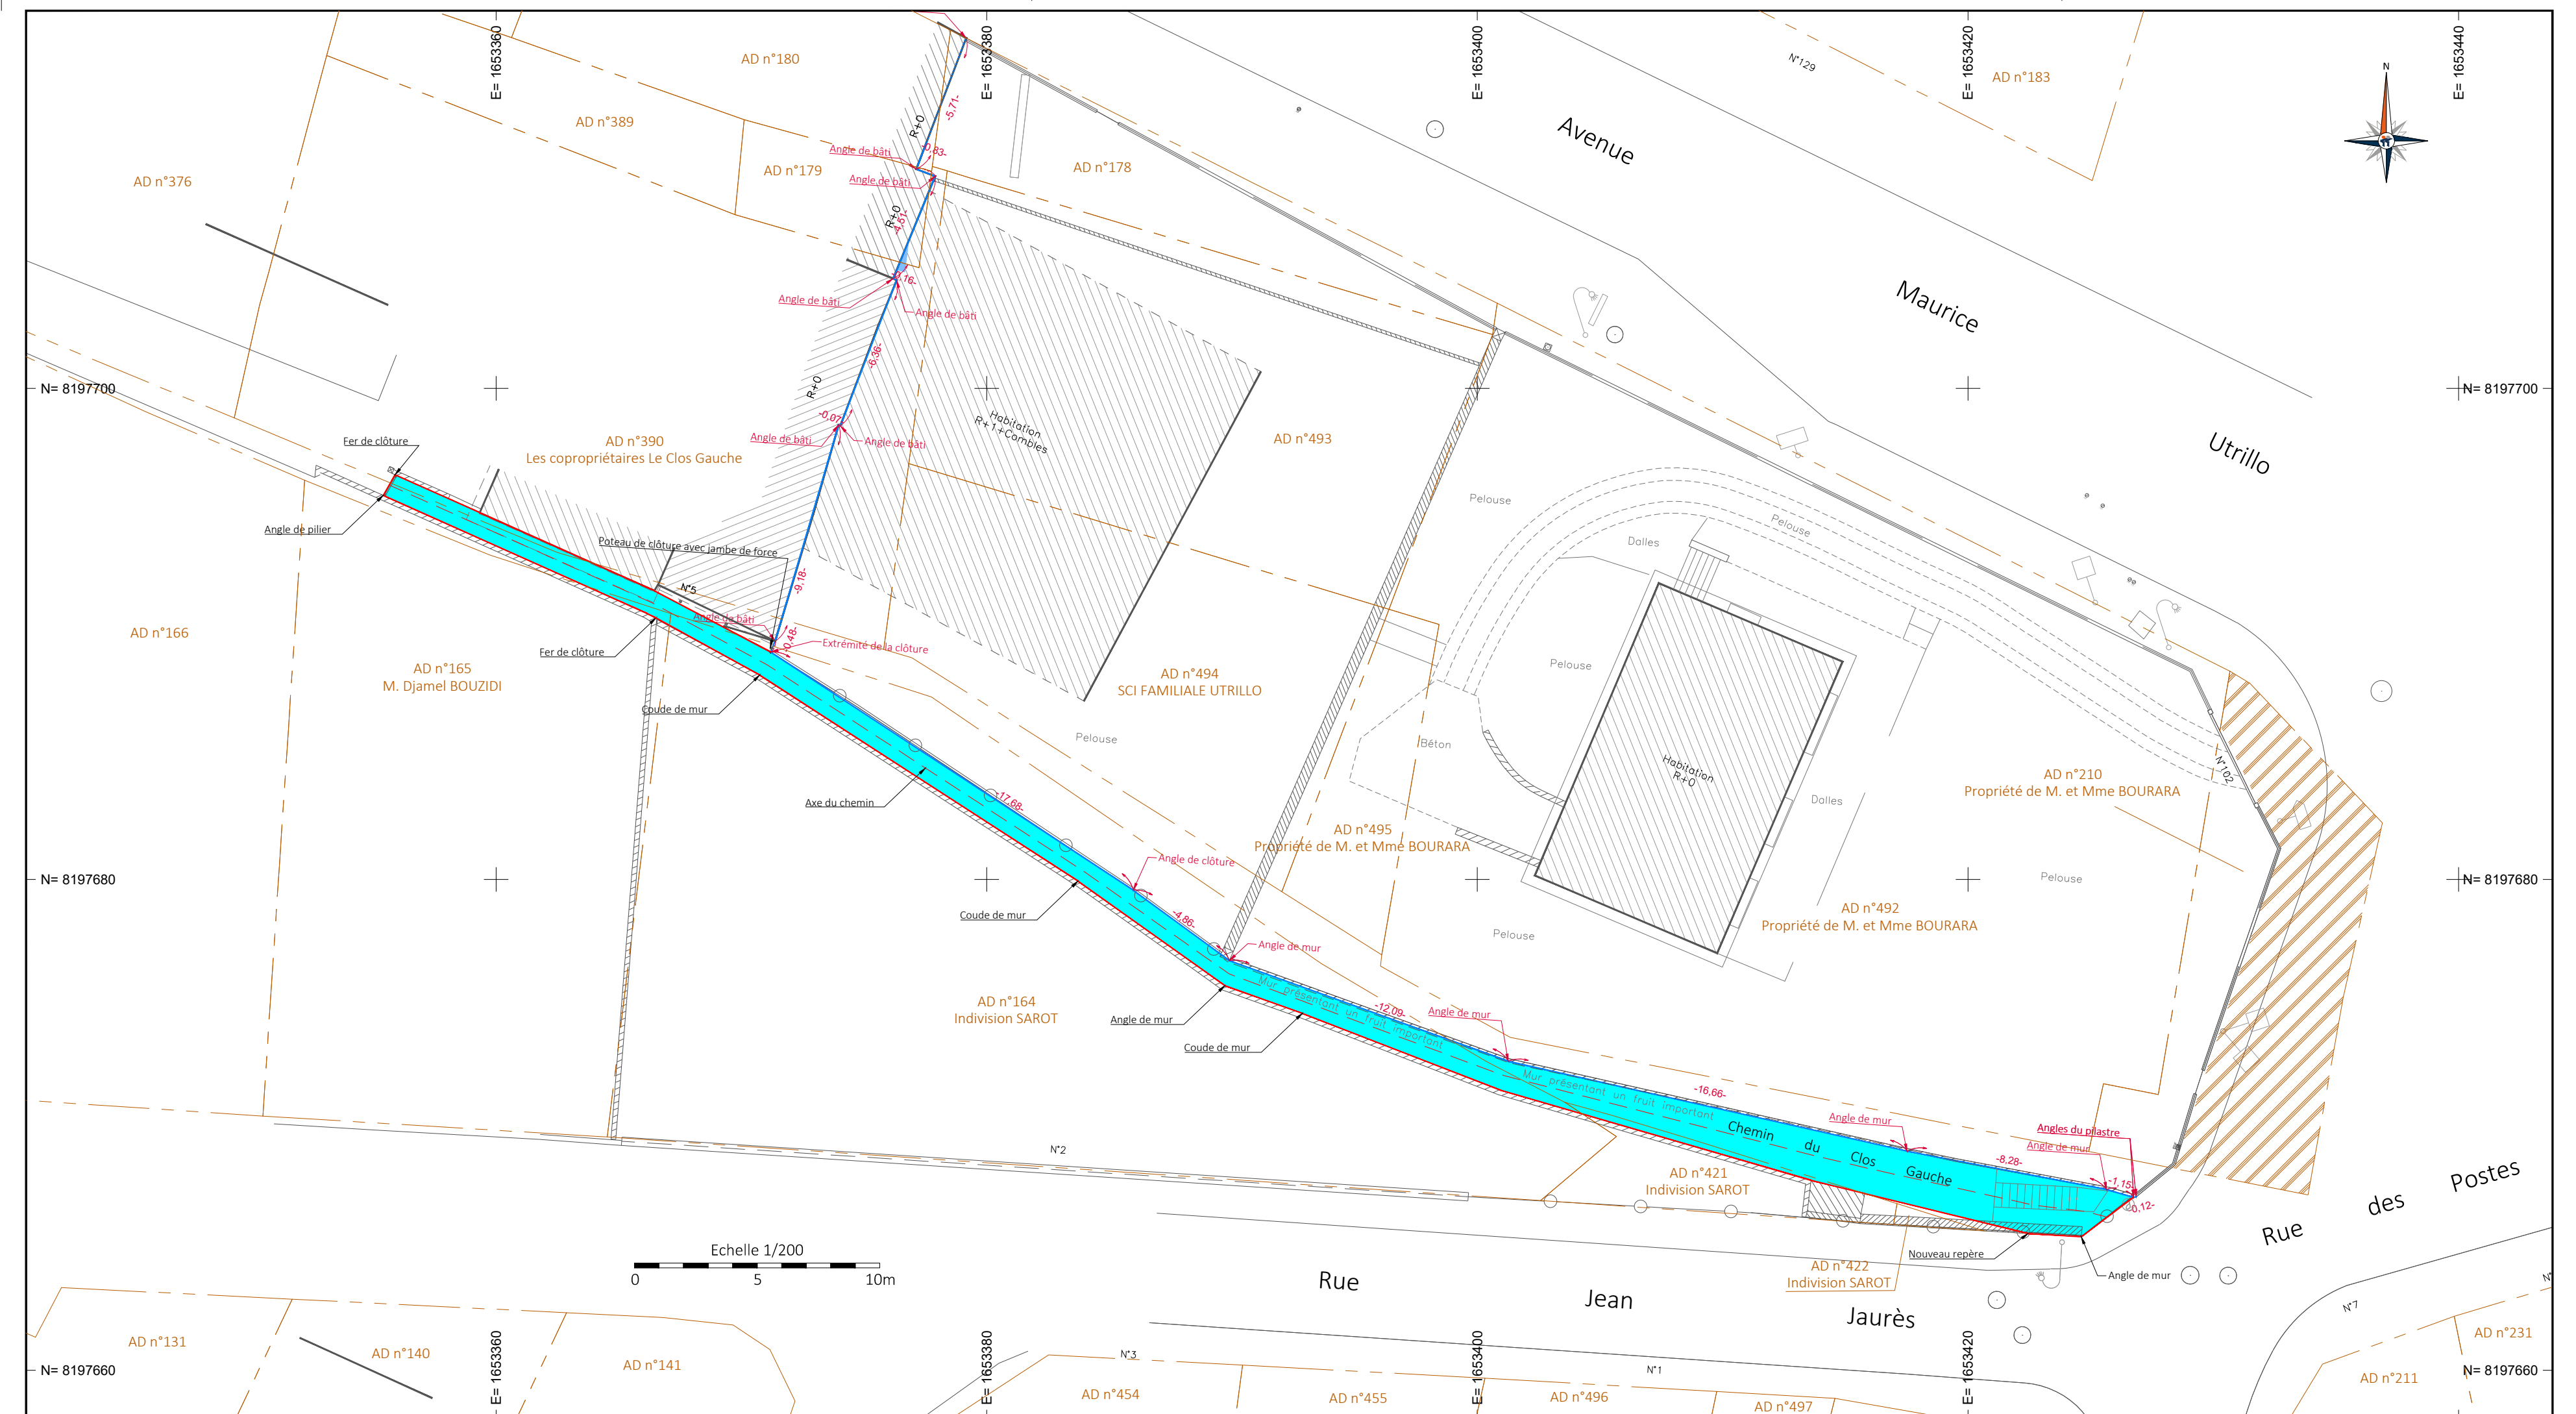 E= 1653360
E= 1653380
E= 1653400
E= 1653420
E= 1653440
N
N°129
AD n°183
AD n°180
AD n°389
AD n°179
AD n°178
AD n°376
Avenue
Maurice
Utrillo
R+0
-5,71-
-0,83-
Angle de bâti
Angle de bâti
R+0
-4,51-
-0,16-
Angle de bâti
Angle de bâti
-6,36-
R+0
N= 8197700
N= 8197700
-0,07-
Angle de bâti
Angle de bâti
Habitation
R+1+Combles
AD n°493
Fer de clôture
AD n°390
Les copropriétaires Le Clos Gauche
Angle de pilier
Poteau de clôture avec jambe de force
N°5
-9,18-
Angle de bâti
-0,48-
Extrémité de la clôture
Fer de clôture
Coude de mur
AD n°166
AD n°165
M. Djamel BOUZIDI
AD n°494
SCI FAMILIALE UTRILLO
Pelouse
Pelouse
Pelouse
Dalles
Pelouse
Béton
Habitation
R+0
Dalles
N°102
AD n°210
Propriété de M. et Mme BOURARA
AD n°495
Propriété de M. et Mme BOURARA
Axe du chemin
-17,68-
Angle de clôture
-4,86-
N= 8197680
N= 8197680
Pelouse
AD n°492
Propriété de M. et Mme BOURARA
Pelouse
Coude de mur
Angle de mur
AD n°164
Indivision SAROT
Angle de mur
Coude de mur
Mur présentant un fruit important
Mur présentant un fruit important
-12,09-
Angle de mur
Mur présentant un fruit important
-16,66-
Angle de mur
Chemin du Clos Gauche
Angles du pilastre
Angle de mur
-8,28-
-1,15-
-0,12-
N°2
AD n°421
Indivision SAROT
Nouveau repère
Angle de mur
AD n°422
Indivision SAROT
Rue des Postes
Echelle 1/200
0 5 10m
Rue Jean Jaurès
N°7
N°3
N°1
AD n°131
AD n°140
AD n°141
AD n°454
AD n°455
AD n°496
AD n°497
AD n°211
AD n°231
N= 8197660
N= 8197660
E= 1653360
E= 1653380
E= 1653400
E= 1653420